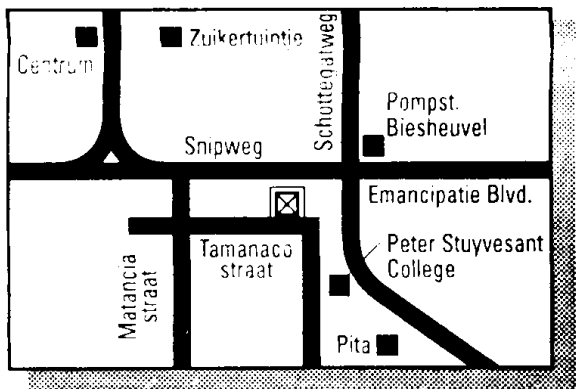 Centrum
Zuikertuintje
Schottegatweg
Pompst.
Biesheuvel
Snipweg
Emancipatie Blvd.
Tamanaco
straat
Matancia
straat
Peter Stuyvesant
College
Pita